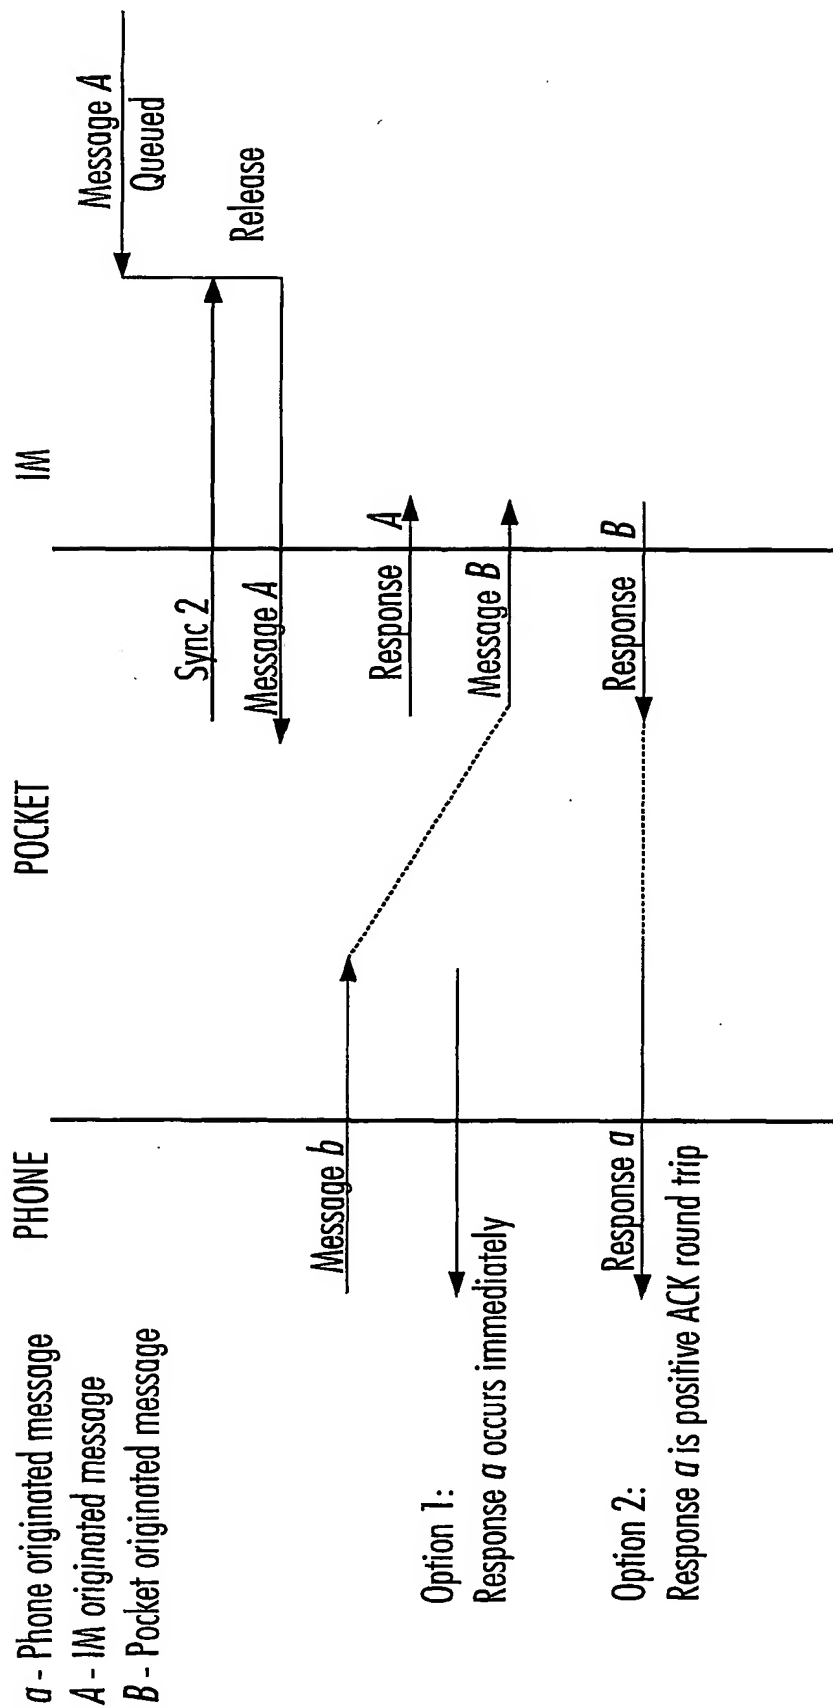 a - Phone originated message
A - IM originated message
B - Pocket originated message
PHONE
POCKET
IM
Message A
Queued
Release
Sync 2
Message A
Message b
Response A
Message B
Option 1:
Response a occurs immediately
Response a
Response B
Option 2:
Response a is positive ACK round trip